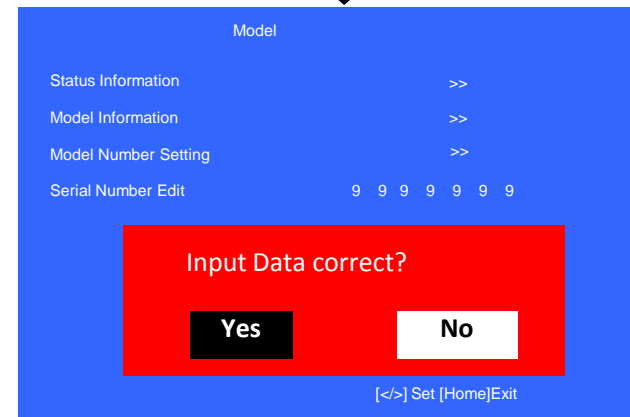 Model
Status Information >>
Model Information >>
Model Number Setting >>
Serial Number Edit 9 9 9 9 9 9 9
Input Data correct?
Yes No
[</>] Set [Home]Exit